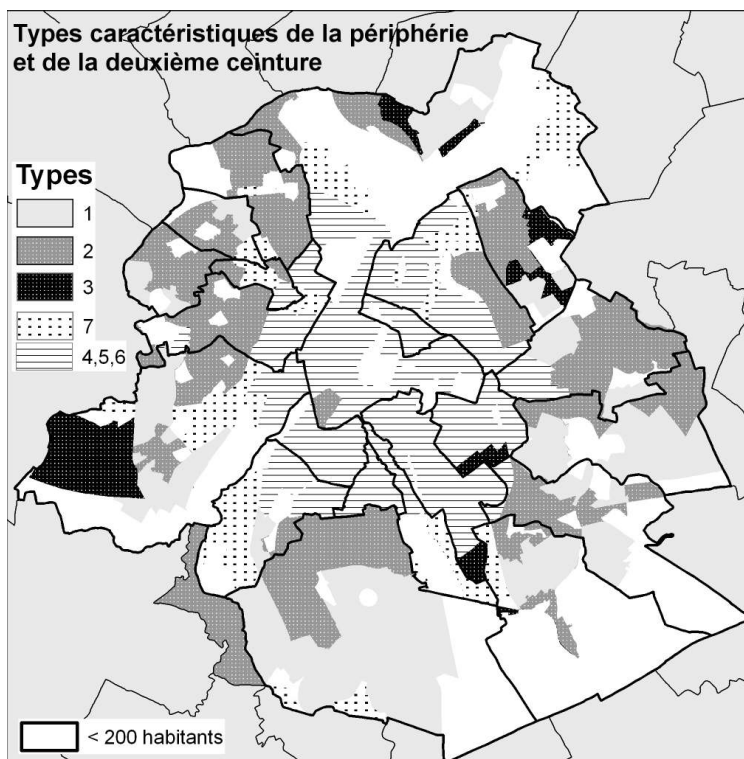 Types caractéristiques de la périphérie
et de la deuxième ceinture
Types
1
2
3
7
4,5,6
< 200 habitants